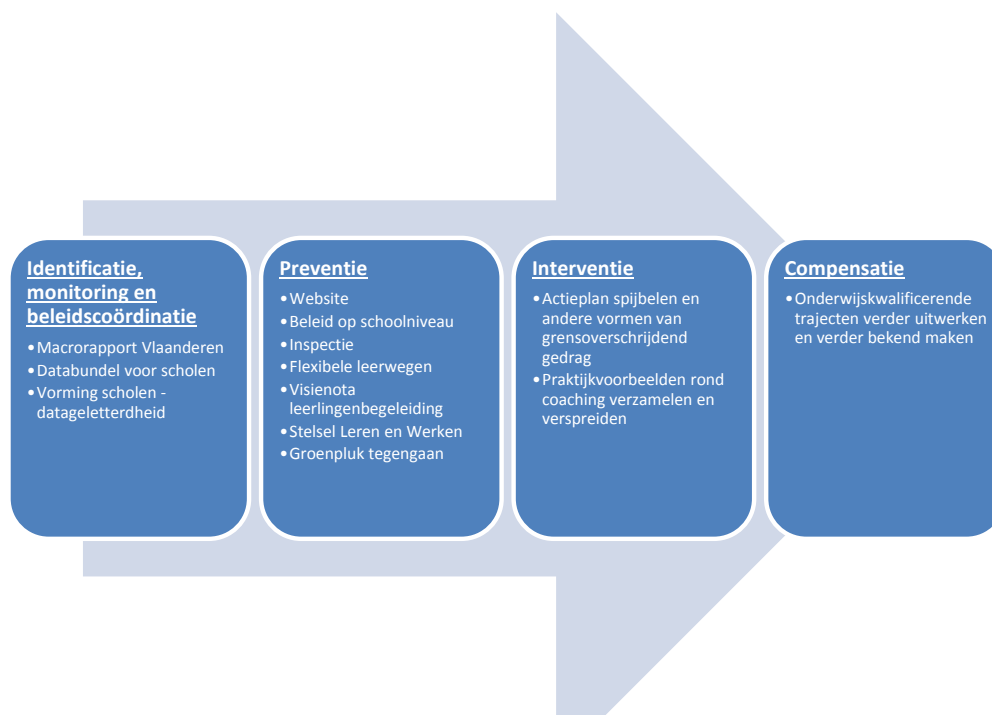 Identificatie,
monitoring en
beleidscoördinatie
•Macrorapport Vlaanderen
•Databundel voor scholen
•Vorming scholen -
datageletterdheid
Preventie
•Website
•Beleid op schoolniveau
•Inspectie
•Flexibele leerwegen
•Visienota
leerlingenbegeleiding
•Stelsel Leren en Werken
•Groenpluk tegengaan
Interventie
•Actieplan spijbelen en
andere vormen van
grensoverschrijdend
gedrag
•Praktijkvoorbeelden rond
coaching verzamelen en
verspreiden
Compensatie
•Onderwijskwalificerende
trajecten verder uitwerken
en verder bekend maken